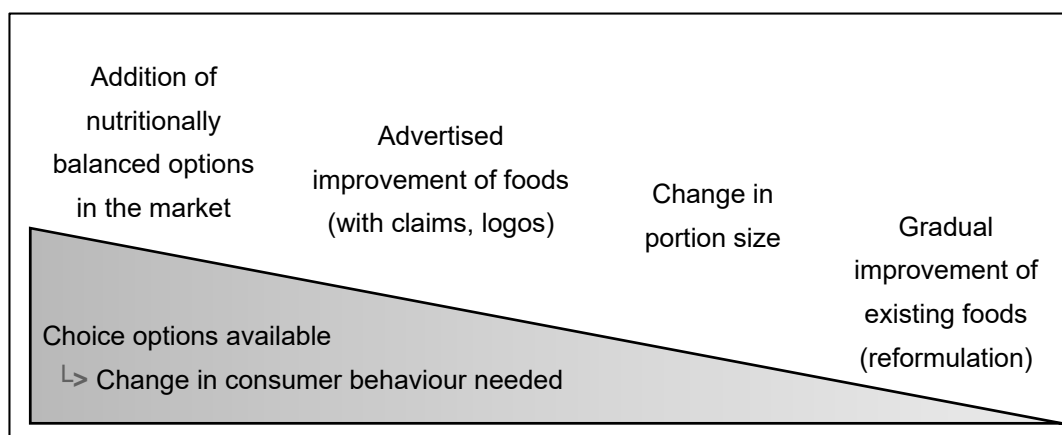 Addition of
nutritionally
balanced options
in the market
Advertised
improvement of foods
(with claims, logos)
Change in
portion size
Gradual
improvement of
existing foods
(reformulation)
Choice options available
Change in consumer behaviour needed